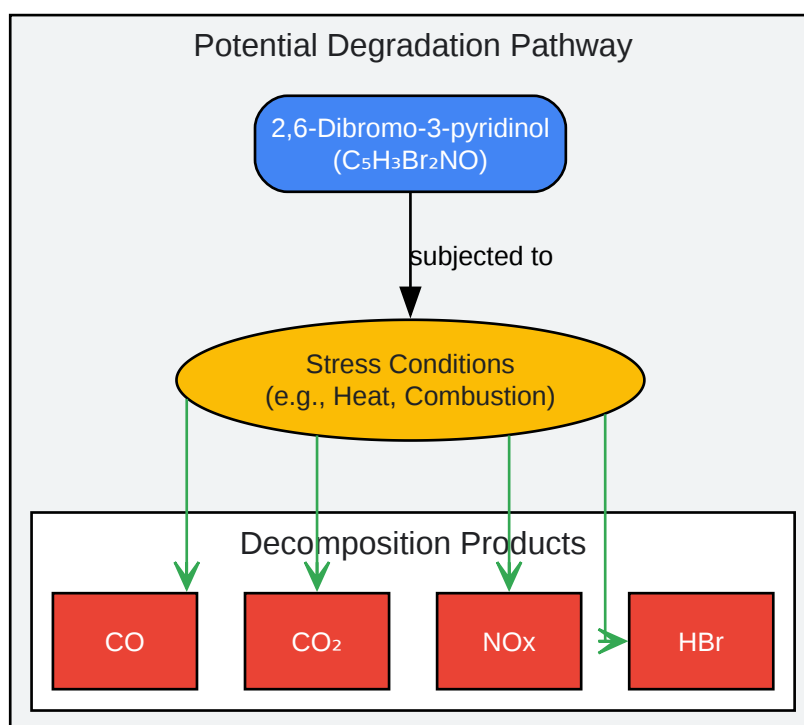 Potential Degradation Pathway
2,6-Dibromo-3-pyridinol
(C₅H₃Br₂NO)
subjected to
Stress Conditions
(e.g., Heat, Combustion)
Decomposition Products
CO
CO₂
NOx
HBr